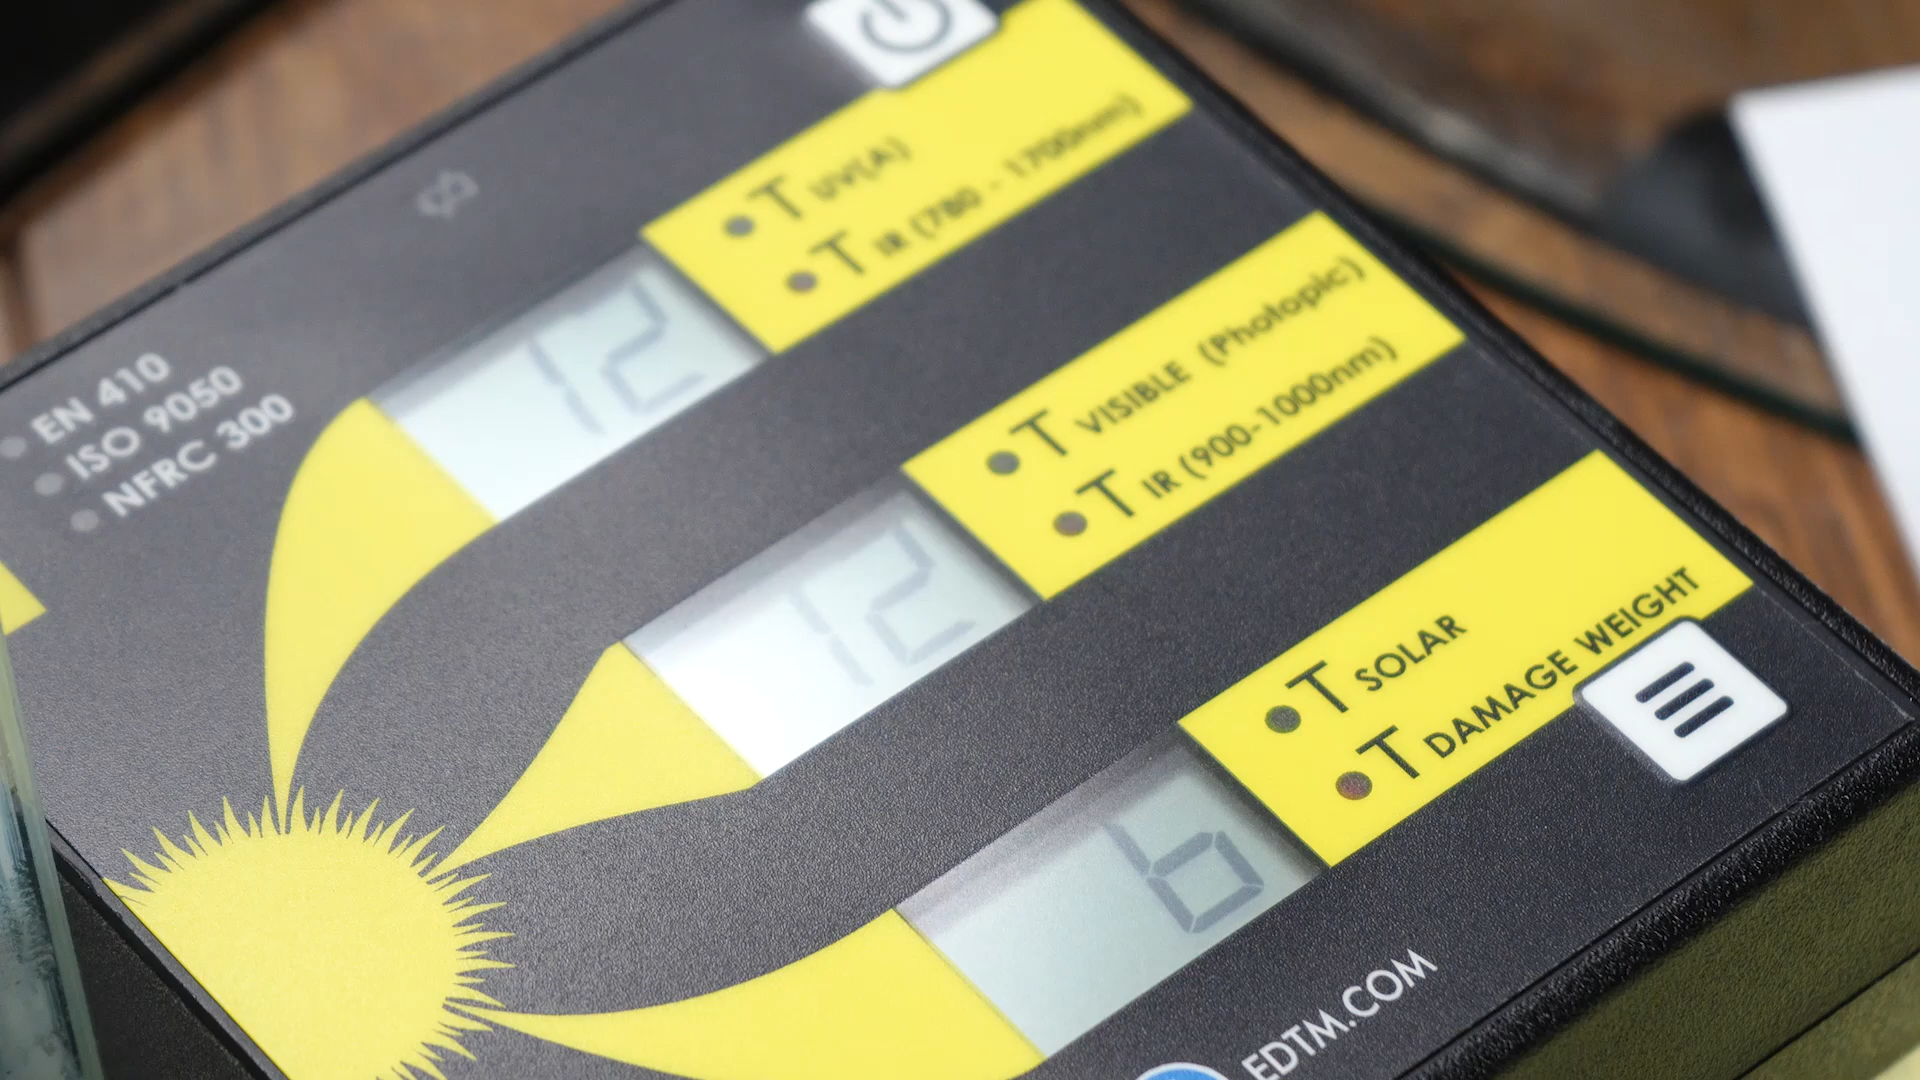 EN 410
ISO 9050
NFRC 300
T UV(A)
T IR (780 - 1700nm)
12
T VISIBLE (Photopic)
T IR (900-1000nm)
12
T SOLAR
T DAMAGE WEIGHT
6
EDTM.COM